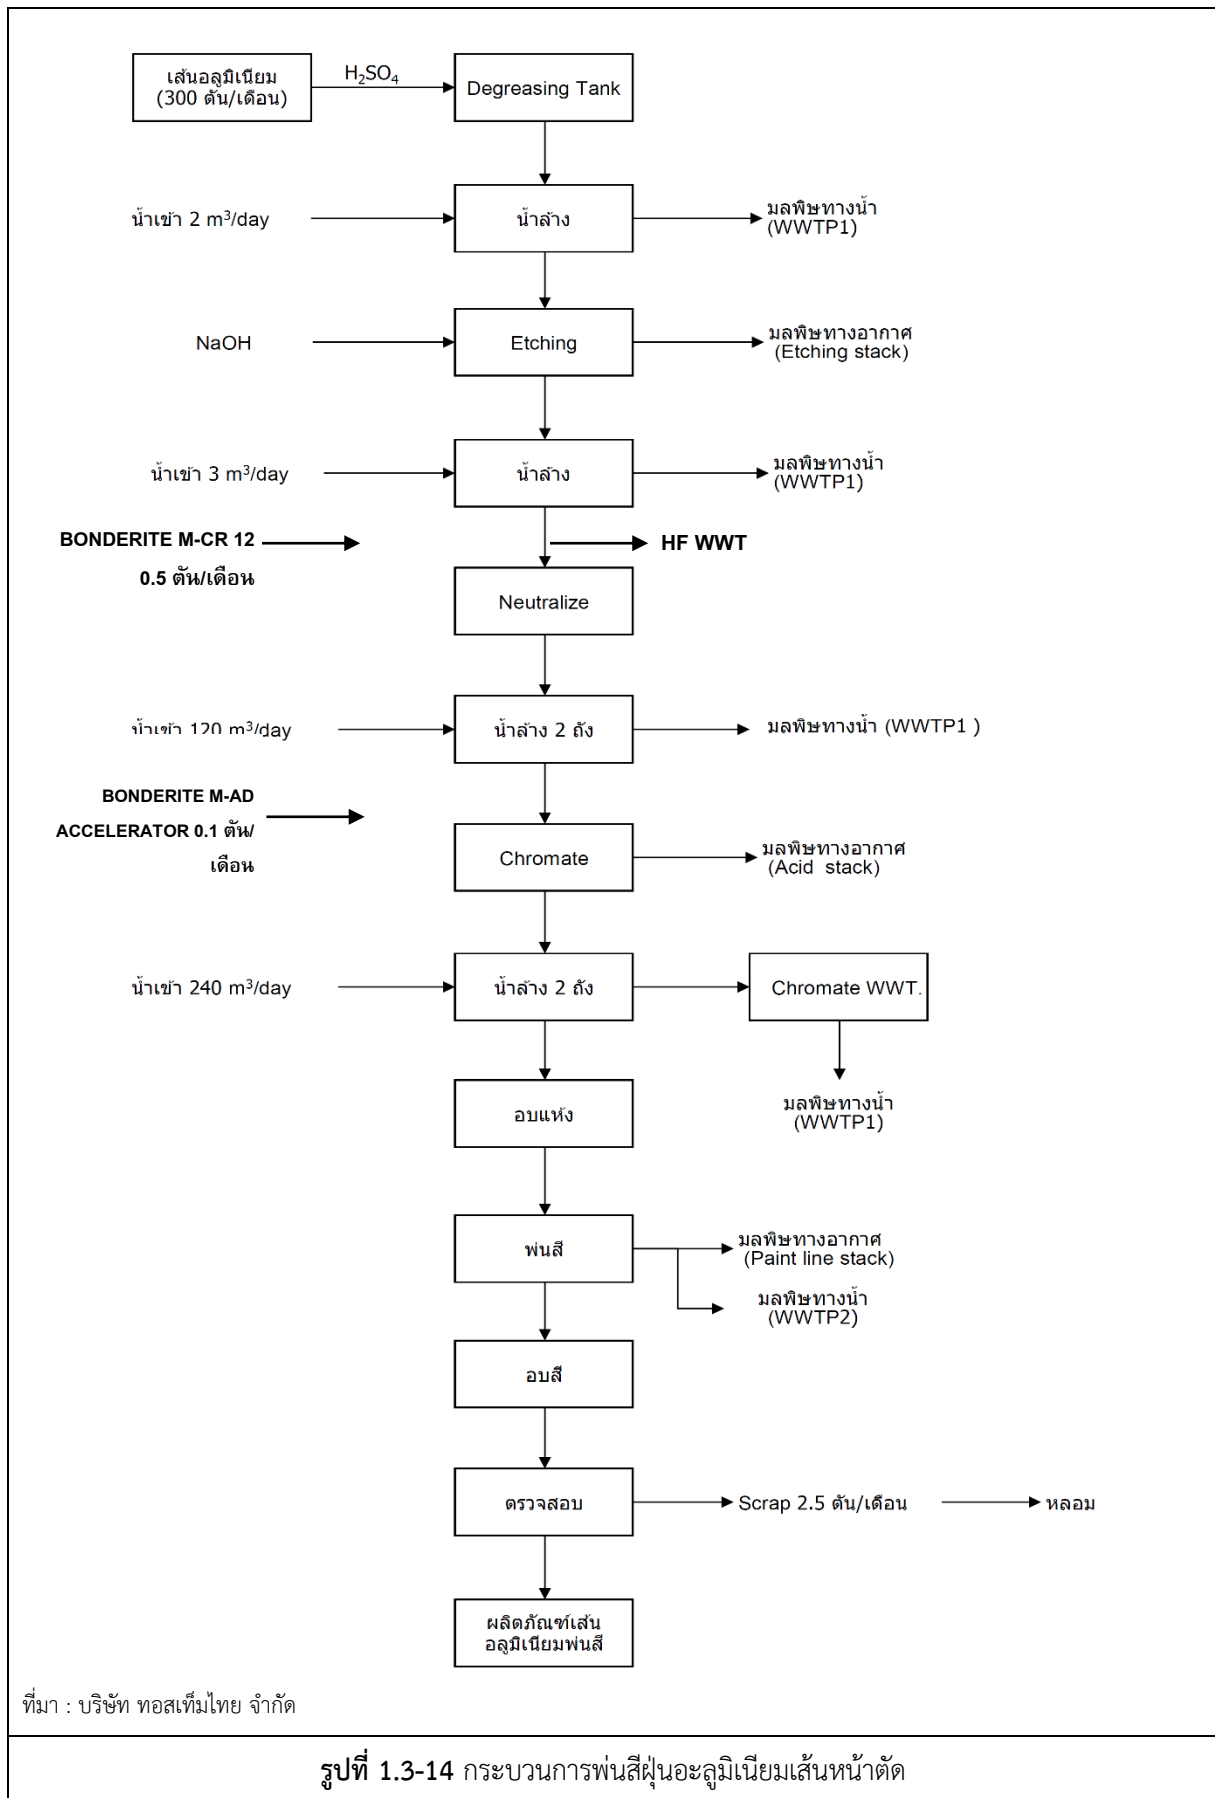 เส้นอลูมิเนียม
(300 ตัน/เดือน)
H₂SO₄
Degreasing Tank
น้ำเข้า 2 m³/day
น้ำล้าง
มลพิษทางน้ำ
(WWTP1)
NaOH
Etching
มลพิษทางอากาศ
(Etching stack)
น้ำเข้า 3 m³/day
น้ำล้าง
มลพิษทางน้ำ
(WWTP1)
BONDERITE M-CR 12
0.5 ตัน/เดือน
HF WWT
Neutralize
น้ำเข้า 120 m³/day
น้ำล้าง 2 ถัง
มลพิษทางน้ำ (WWTP1 )
BONDERITE M-AD
ACCELERATOR 0.1 ตัน/
เดือน
Chromate
มลพิษทางอากาศ
(Acid stack)
น้ำเข้า 240 m³/day
น้ำล้าง 2 ถัง
Chromate WWT.
มลพิษทางน้ำ
(WWTP1)
อบแห้ง
พ่นสี
มลพิษทางอากาศ
(Paint line stack)
มลพิษทางน้ำ
(WWTP2)
อบสี
ตรวจสอบ
Scrap 2.5 ตัน/เดือน
หลอม
ผลิตภัณฑ์เส้น
อลูมิเนียมพ่นสี
ที่มา : บริษัท ทอสเท็มไทย จำกัด
รูปที่ 1.3-14 กระบวนการพ่นสีฝุ่นอะลูมิเนียมเส้นหน้าตัด